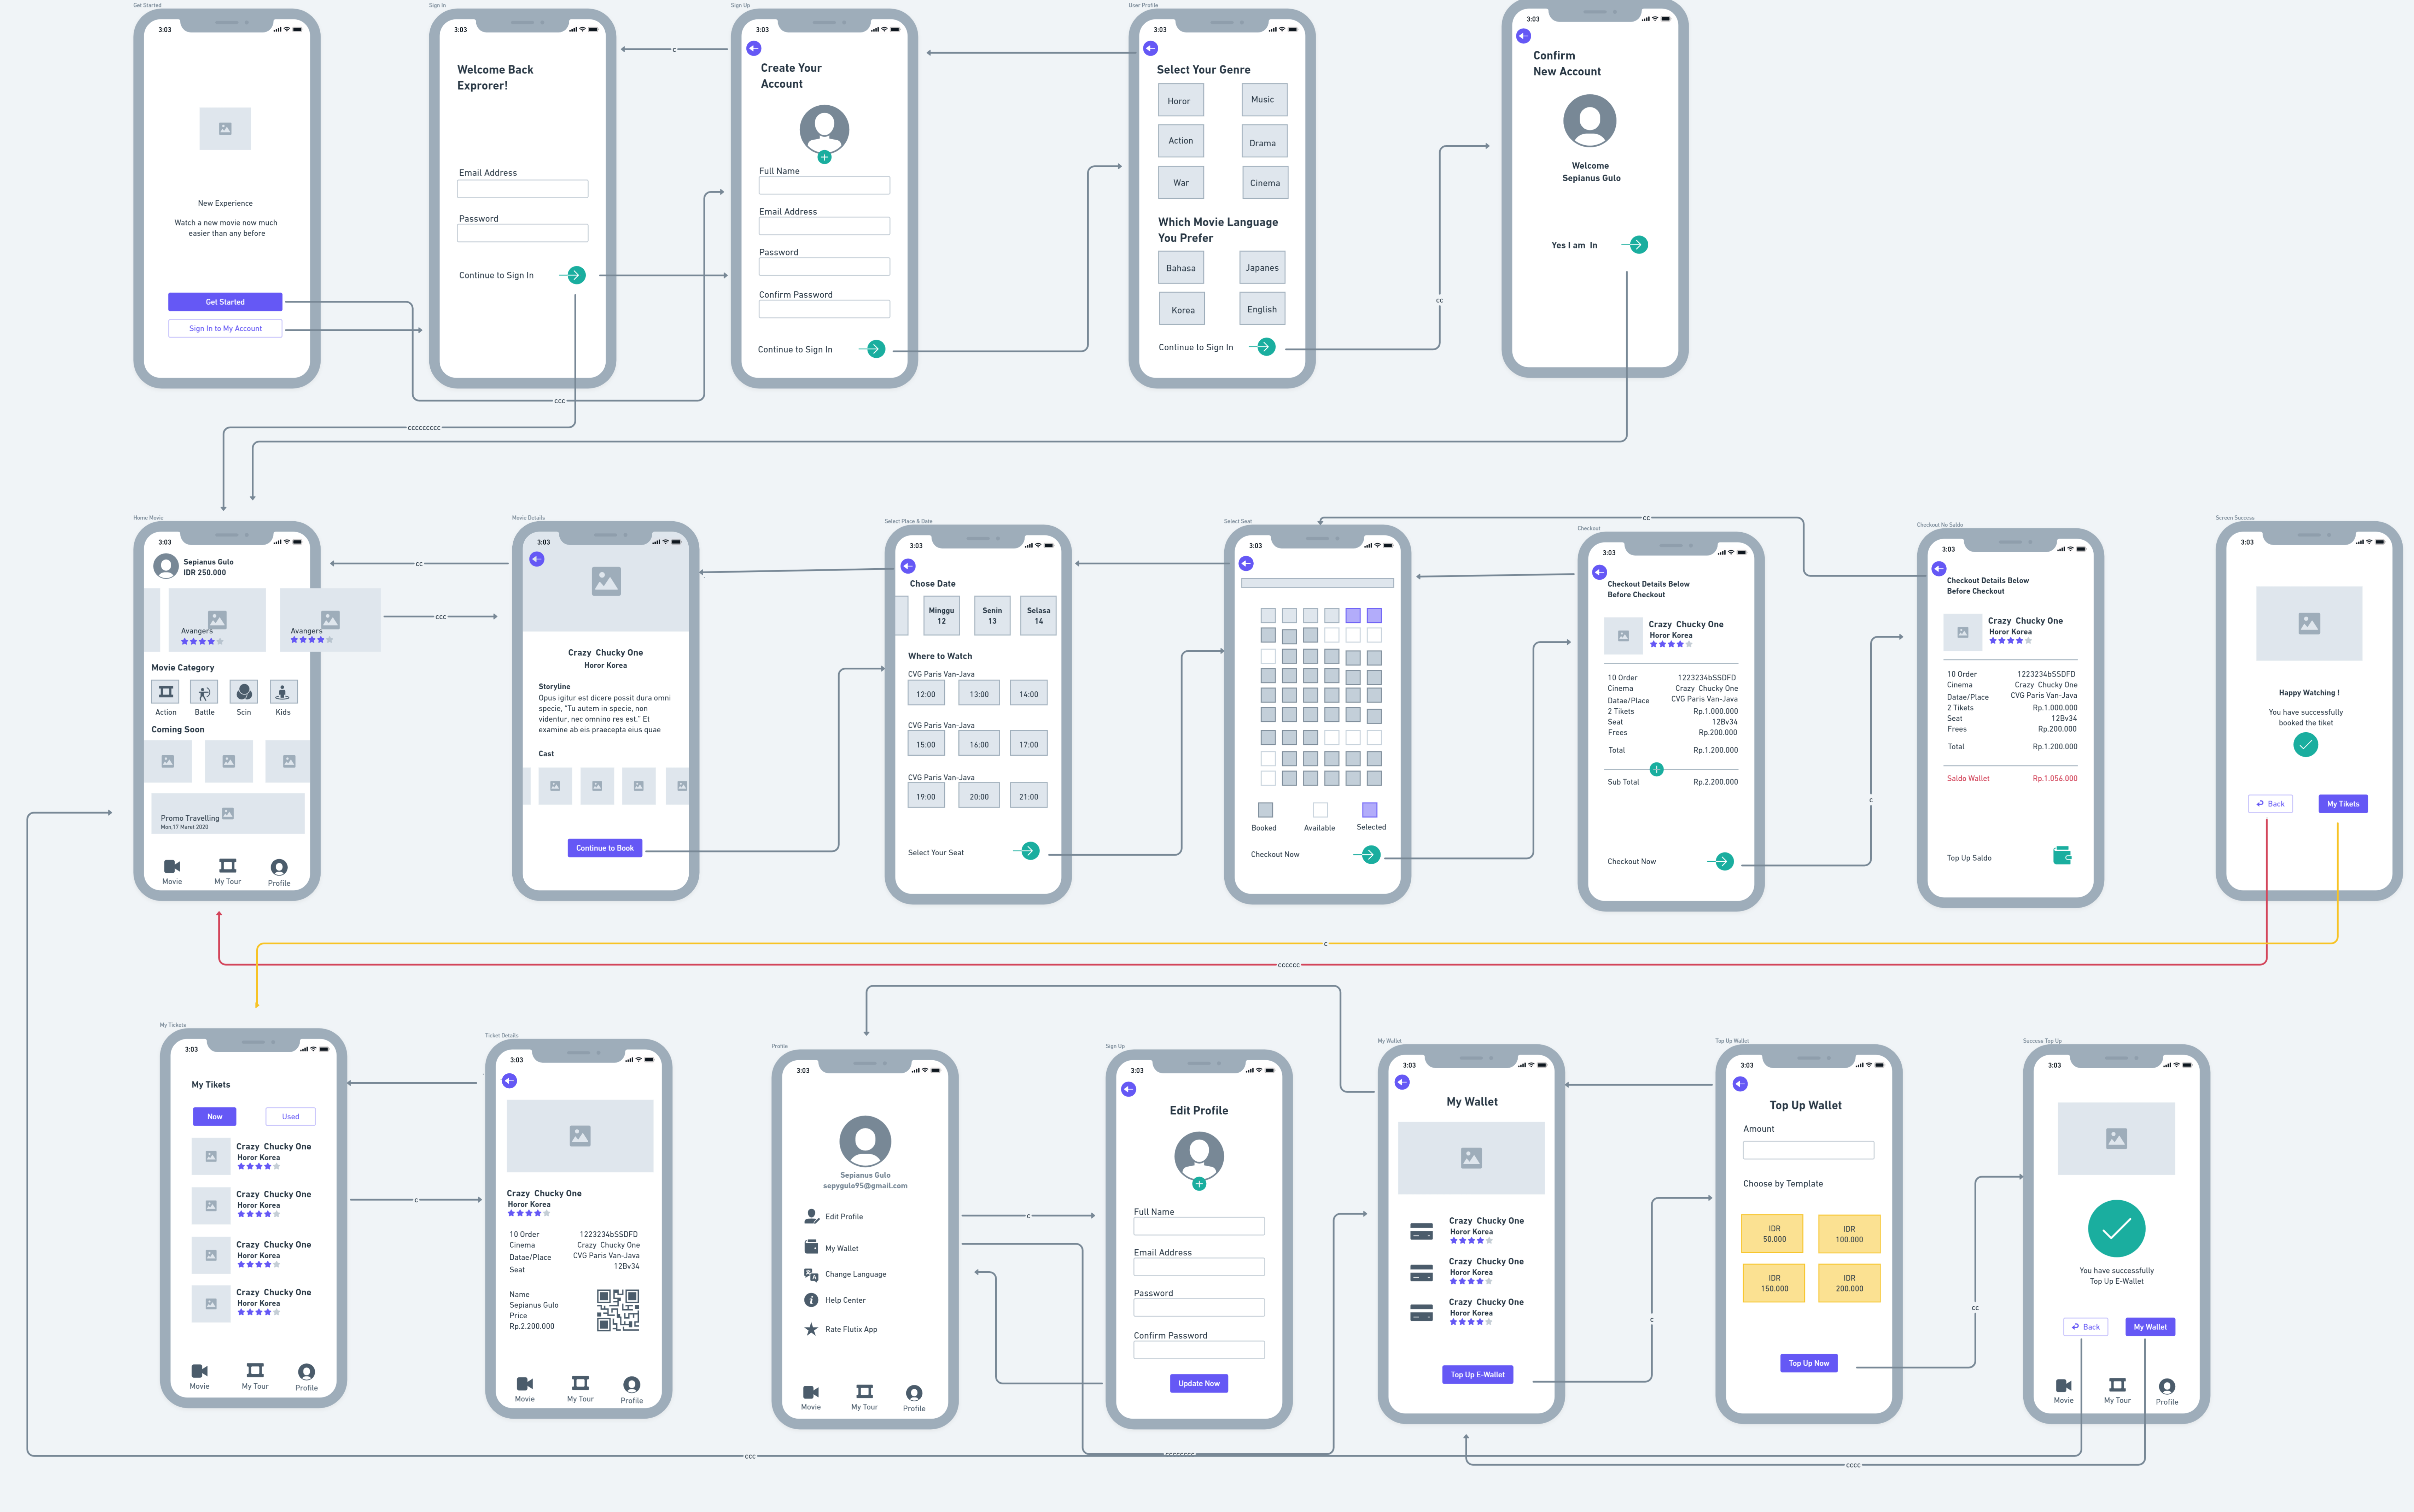 Get Started
3:03
New Experience
Watch a new movie now much
easier than any before
Get Started
Sign In to My Account
Sign In
3:03
Welcome Back
Exprorer!
Email Address
Password
Continue to Sign In
Sign Up
3:03
Create Your
Account
Full Name
Email Address
Password
Confirm Password
Continue to Sign In
User Profile
3:03
Select Your Genre
Horor
Music
Action
Drama
War
Cinema
Which Movie Language
You Prefer
Bahasa
Japanes
Korea
English
Continue to Sign In
3:03
Confirm
New Account
Welcome
Sepianus Gulo
Yes I am In
c
cc
ccc
ccccccccc
Home Movie
3:03
Sepianus Gulo
IDR 250.000
Avangers
Avangers
Movie Category
Action
Battle
Scin
Kids
Coming Soon
Promo Travelling
Mon,17 Maret 2020
Movie
My Tour
Profile
cc
ccc
Movie Details
3:03
Crazy Chucky One
Horor Korea
Storyline
Opus igitur est dicere possit dura omni
specie, "Tu autem in specie, non
videntur, nec omnino res est." Et
examine ab eis praecepta eius quae
Cast
Continue to Book
Select Place & Date
3:03
Chose Date
Minggu
12
Senin
13
Selasa
14
Where to Watch
CVG Paris Van-Java
12:00
13:00
14:00
CVG Paris Van-Java
15:00
16:00
17:00
CVG Paris Van-Java
19:00
20:00
21:00
Select Your Seat
Select Seat
3:03
Booked
Available
Selected
Checkout Now
Checkout
3:03
Checkout Details Below
Before Checkout
Crazy Chucky One
Horor Korea
10 Order 1223234bSSDFD
Cinema Crazy Chucky One
Datae/Place CVG Paris Van-Java
2 Tikets Rp.1.000.000
Seat 12Bv34
Frees Rp.200.000
Total Rp.1.200.000
Sub Total Rp.2.200.000
Checkout Now
cc
c
Checkout No Saldo
3:03
Checkout Details Below
Before Checkout
Crazy Chucky One
Horor Korea
10 Order 1223234bSSDFD
Cinema Crazy Chucky One
Datae/Place CVG Paris Van-Java
2 Tikets Rp.1.000.000
Seat 12Bv34
Frees Rp.200.000
Total Rp.1.200.000
Saldo Wallet Rp.1.056.000
Top Up Saldo
Screen Success
3:03
Happy Watching !
You have successfully
booked the tiket
Back
My Tikets
c
cccccc
My Tickets
3:03
My Tikets
Now
Used
Crazy Chucky One
Horor Korea
Crazy Chucky One
Horor Korea
Crazy Chucky One
Horor Korea
Crazy Chucky One
Horor Korea
Movie
My Tour
Profile
c
Ticket Details
3:03
Crazy Chucky One
Horor Korea
10 Order 1223234bSSDFD
Cinema Crazy Chucky One
Datae/Place CVG Paris Van-Java
Seat 12Bv34
Name
Sepianus Gulo
Price
Rp.2.200.000
Movie
My Tour
Profile
Profile
3:03
Sepianus Gulo
sepygulo95@gmail.com
Edit Profile
My Wallet
Change Language
Help Center
Rate Flutix App
Movie
My Tour
Profile
c
Sign Up
3:03
Edit Profile
Full Name
Email Address
Password
Confirm Password
Update Now
My Wallet
3:03
My Wallet
Crazy Chucky One
Horor Korea
Crazy Chucky One
Horor Korea
Crazy Chucky One
Horor Korea
Top Up E-Wallet
c
Top Up Wallet
3:03
Top Up Wallet
Amount
Choose by Template
IDR
50.000
IDR
100.000
IDR
150.000
IDR
200.000
Top Up Now
cc
Success Top Up
3:03
You have successfully
Top Up E-Wallet
Back
My Wallet
Movie
My Tour
Profile
ccc
cccc